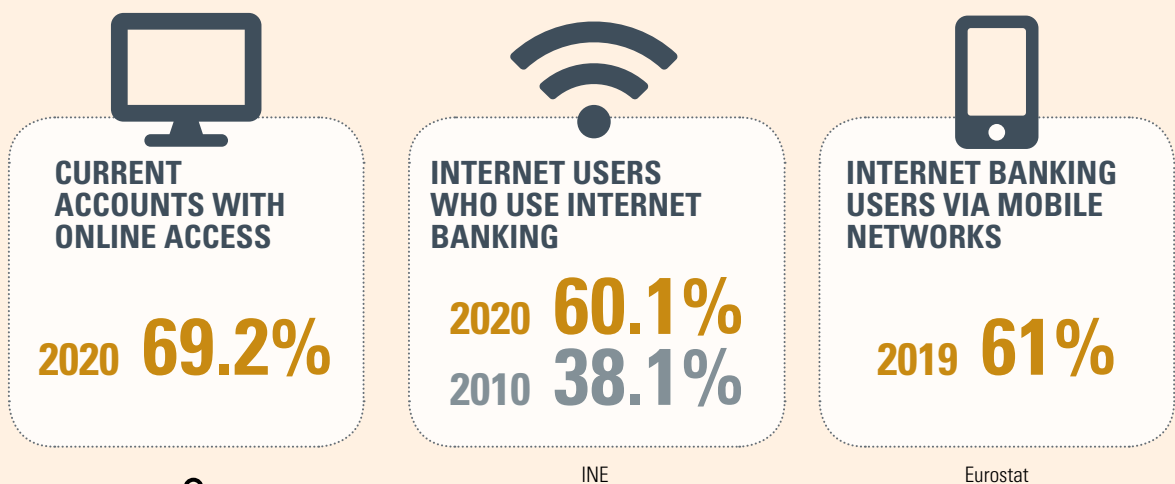 CURRENT
ACCOUNTS WITH
ONLINE ACCESS
2020 69.2%
INTERNET USERS
WHO USE INTERNET
BANKING
2020 60.1%
2010 38.1%
INE
INTERNET BANKING
USERS VIA MOBILE
NETWORKS
2019 61%
Eurostat